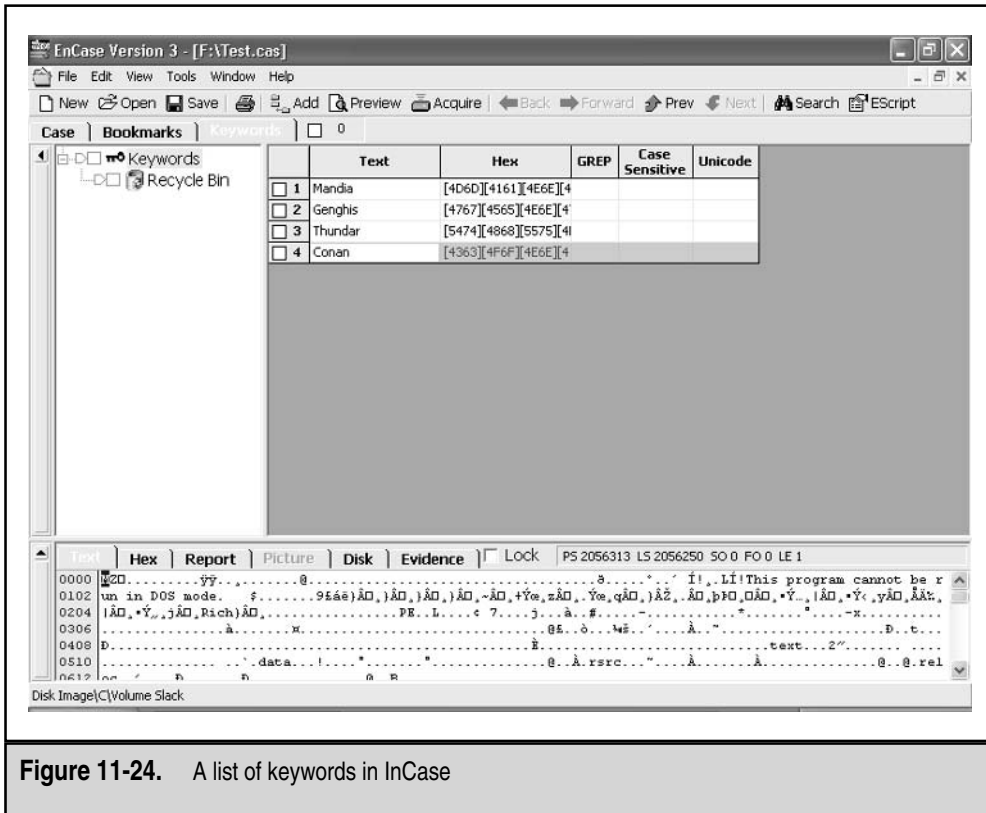 EnCase Version 3 - [F:\Test.cas]
File Edit View Tools Window Help
New Open Save Add Preview Acquire Back Forward Prev Next Search EScript
Case Bookmarks Keywords 0
Keywords
Recycle Bin
Text Hex GREP Case Sensitive Unicode
1 Mandia [4D6D][4161][4E6E][4
2 Genghis [4767][4565][4E6E][4
3 Thundar [5474][4868][5575][4
4 Conan [4363][4F6F][4E6E][4
Text Hex Report Picture Disk Evidence Lock PS 2056313 LS 2056250 SO 0 FO 0 LE 1
0000 This program cannot be r
0102 un in DOS mode.
0204 Rich
0306
0408 text
0510 data .rsrc .rel
0612 oc
Disk Image\C\Volume Slack
Figure 11-24. A list of keywords in InCase